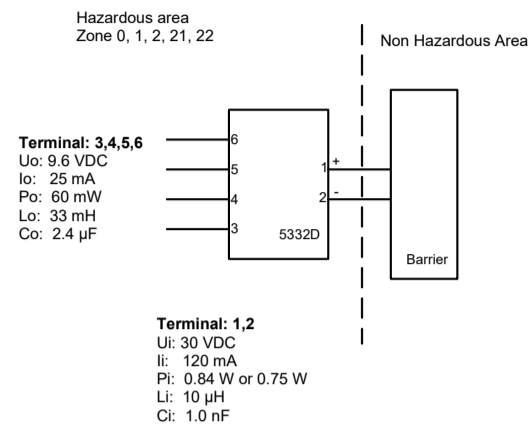 Hazardous area
Zone 0, 1, 2, 21, 22
Non Hazardous Area
Terminal: 3,4,5,6
Uo: 9.6 VDC
Io: 25 mA
Po: 60 mW
Lo: 33 mH
Co: 2.4 µF
6
5
4
3
1 +
2 -
5332D
Barrier
Terminal: 1,2
Ui: 30 VDC
Ii: 120 mA
Pi: 0.84 W or 0.75 W
Li: 10 µH
Ci: 1.0 nF